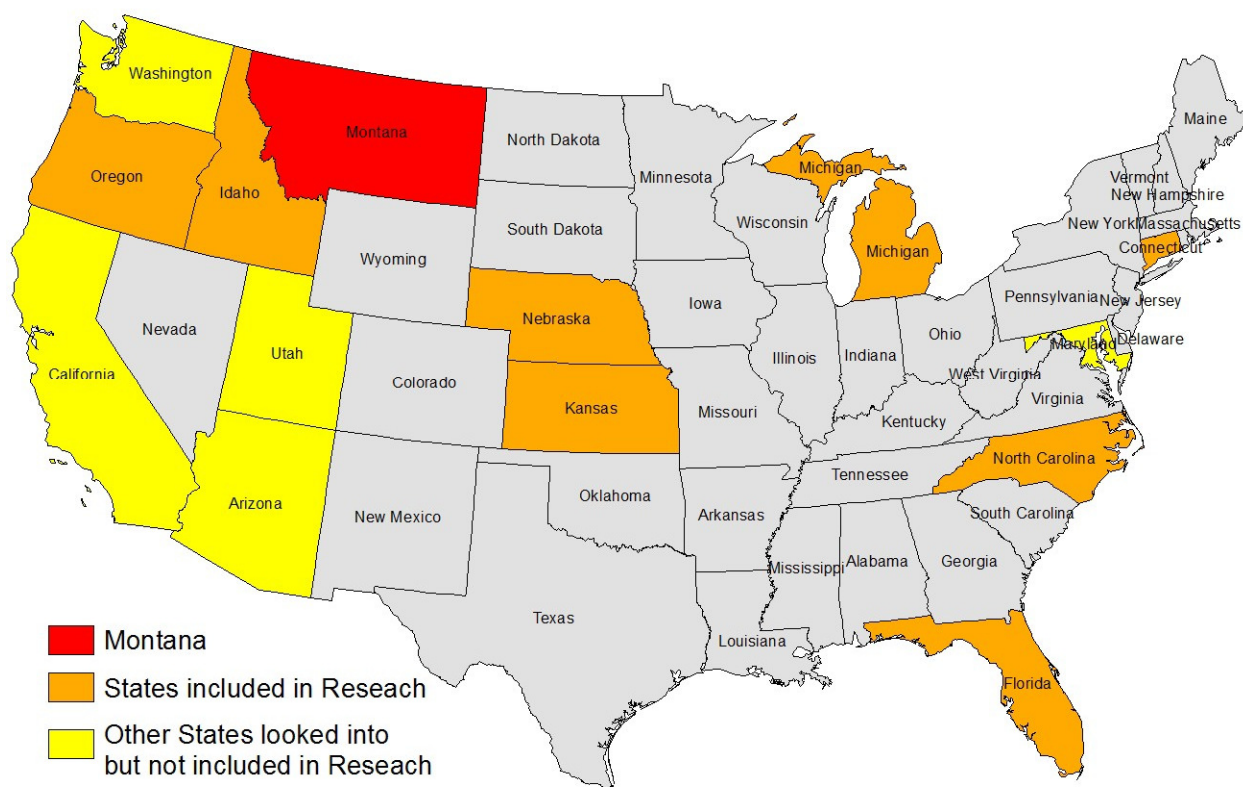 Washington
Montana
North Dakota
Minnesota
Maine
Oregon
Idaho
Michigan
Vermont
New Hampshire
Wisconsin
South Dakota
New York
Massachusetts
Connecticut
Michigan
Wyoming
Iowa
Pennsylvania
New Jersey
Nebraska
Nevada
Ohio
Delaware
Maryland
Utah
Illinois
Indiana
California
Colorado
West Virginia
Virginia
Kansas
Missouri
Kentucky
North Carolina
Tennessee
Arizona
Oklahoma
New Mexico
Arkansas
South Carolina
Mississippi
Alabama
Georgia
Texas
Louisiana
Florida
Montana
States included in Reseach
Other States looked into
but not included in Reseach